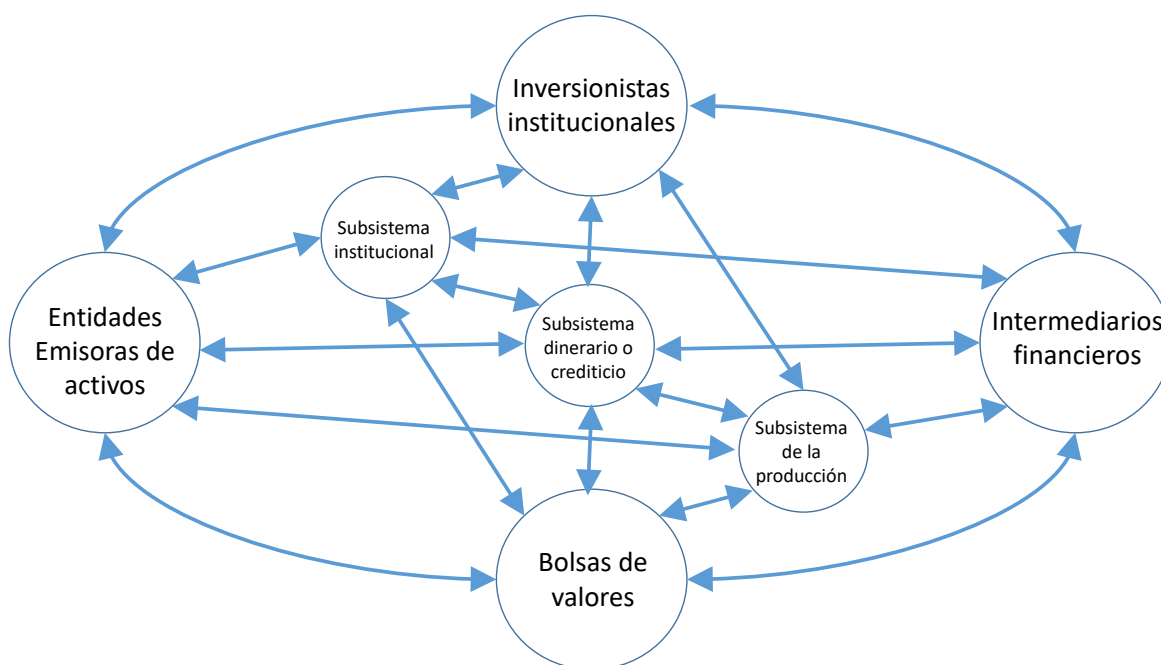 Inversionistas
institucionales
Subsistema
institucional
Entidades
Emisoras de
activos
Subsistema
dinerario o
crediticio
Intermediarios
financieros
Subsistema
de la
producción
Bolsas de
valores